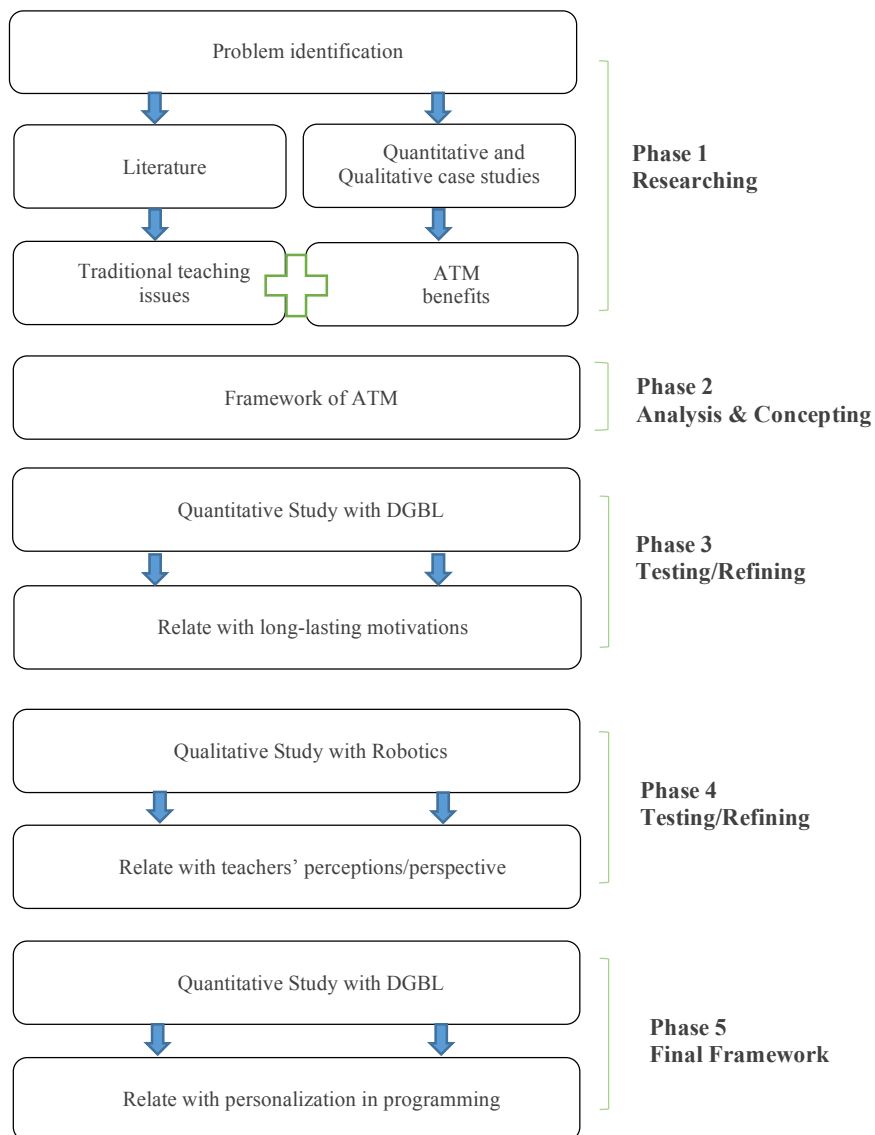 Problem identification
Literature
Quantitative and
Qualitative case studies
Phase 1
Researching
Traditional teaching
issues
ATM
benefits
Framework of ATM
Phase 2
Analysis & Concepting
Quantitative Study with DGBL
Phase 3
Testing/Refining
Relate with long-lasting motivations
Qualitative Study with Robotics
Phase 4
Testing/Refining
Relate with teachers’ perceptions/perspective
Quantitative Study with DGBL
Phase 5
Final Framework
Relate with personalization in programming